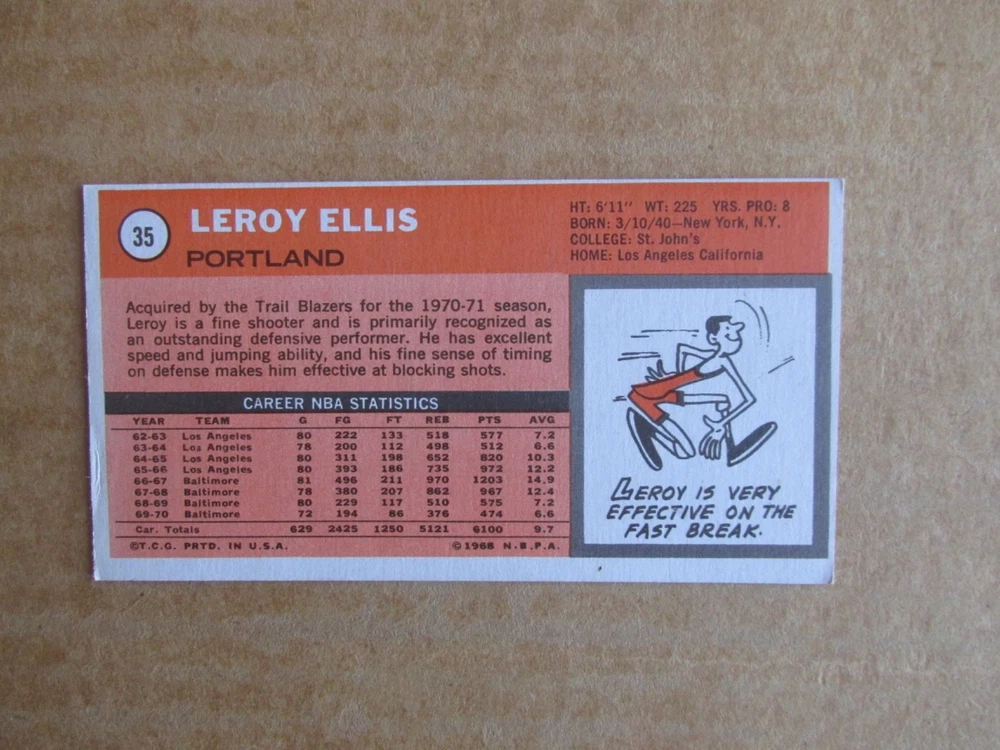 35
LEROY ELLIS
PORTLAND
HT: 6'11" WT: 225 YRS. PRO: 8
BORN: 3/10/40—New York, N.Y.
COLLEGE: St. John's
HOME: Los Angeles California
Acquired by the Trail Blazers for the 1970-71 season,
Leroy is a fine shooter and is primarily recognized as
an outstanding defensive performer. He has excellent
speed and jumping ability, and his fine sense of timing
on defense makes him effective at blocking shots.
CAREER NBA STATISTICS
YEAR TEAM G FG FT REB PTS AVG
62-63 Los Angeles 80 222 133 518 577 7.2
63-64 Los Angeles 78 200 112 498 512 6.6
64-65 Los Angeles 80 311 198 652 820 10.3
65-66 Los Angeles 80 393 186 735 972 12.2
66-67 Baltimore 81 496 211 970 1203 14.9
67-68 Baltimore 78 380 207 862 967 12.4
68-69 Baltimore 80 229 117 510 575 7.2
69-70 Baltimore 72 194 86 376 474 6.6
Car. Totals 629 2425 1250 5121 6100 9.7
©T.C.G. PRTD. IN U.S.A. ©1968 N.B.P.A.
LEROY IS VERY
EFFECTIVE ON THE
FAST BREAK.